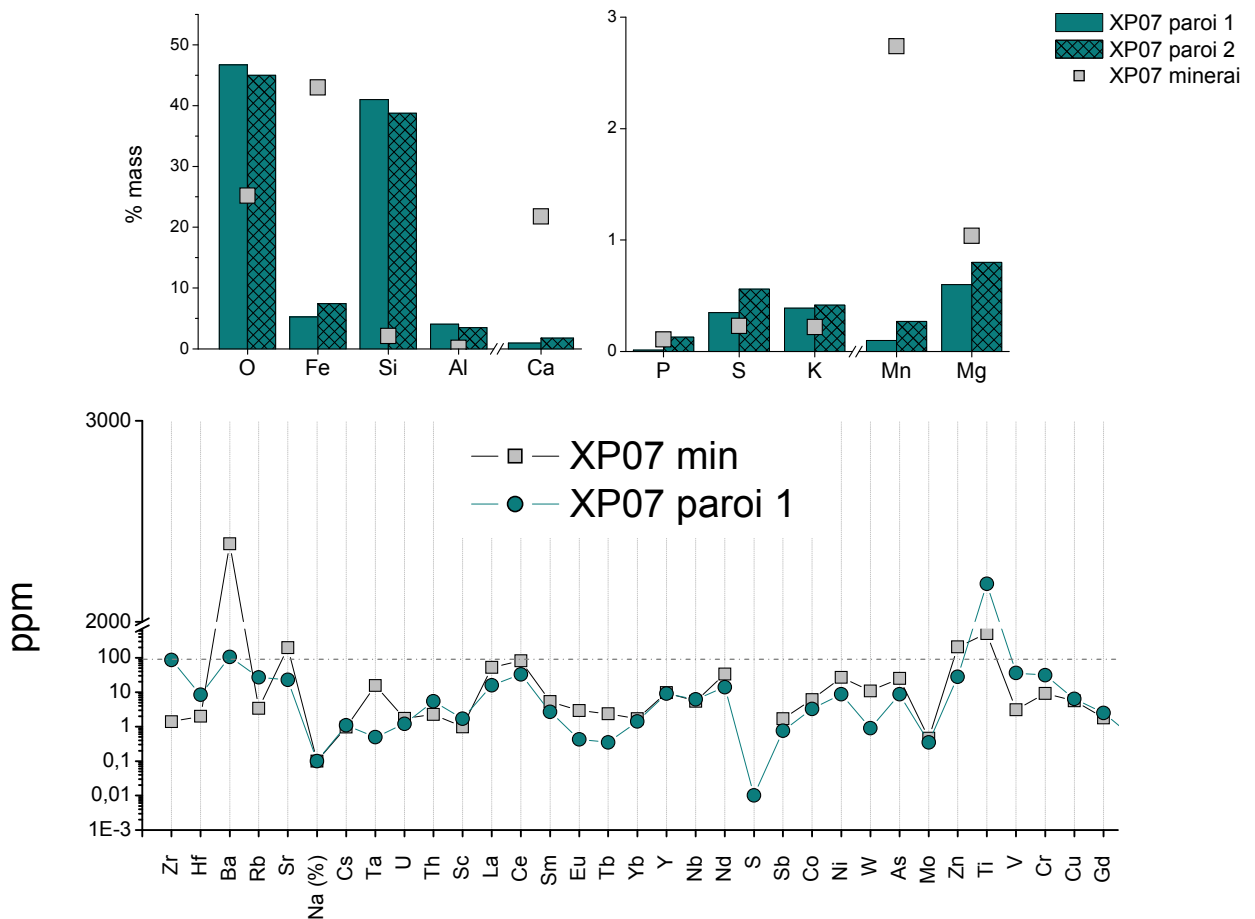 50
40
30
20
10
0
% mass
O Fe Si Al Ca
3
2
1
0
P S K Mn Mg
XP07 paroi 1
XP07 paroi 2
XP07 minerai
3000
2000
100
10
1
0,1
0,01
1E-3
ppm
XP07 min
XP07 paroi 1
Zr Hf Ba Rb Sr Na (%) Cs Ta U Th Sc La Ce Sm Eu Tb Yb Y Nb Nd S Sb Co Ni W As Mo Zn Ti V Cr Cu Gd